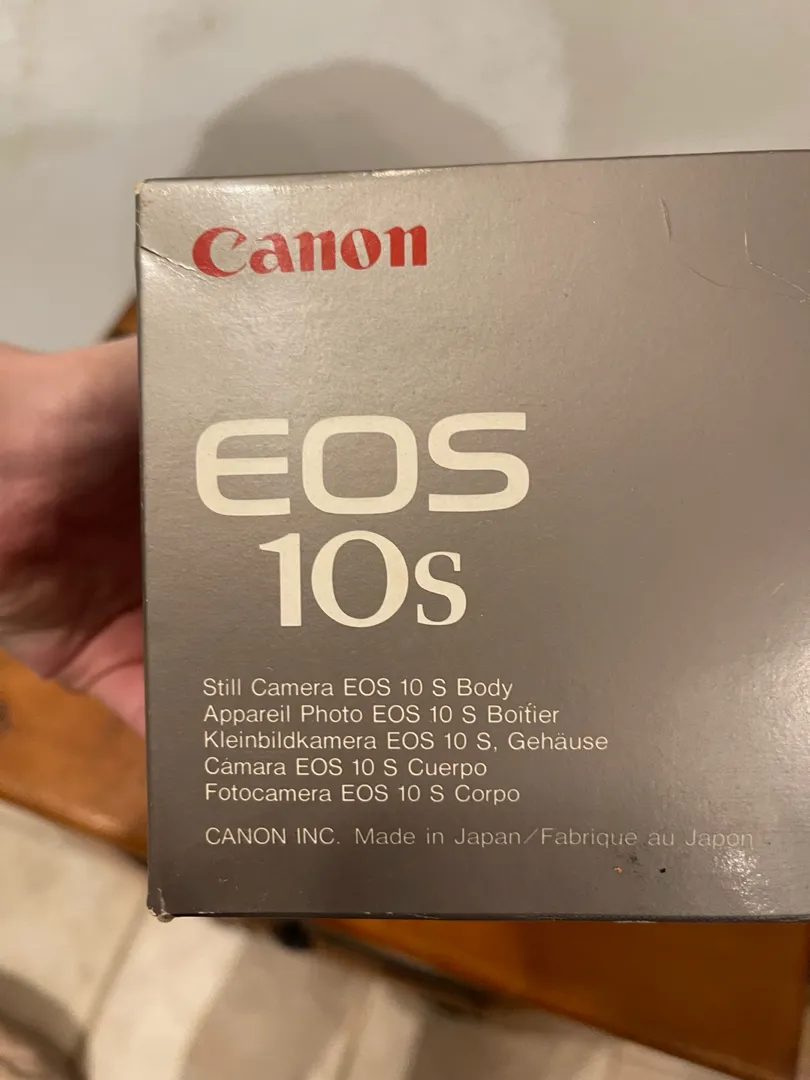 Canon
EOS
10s
Still Camera EOS 10 S Body
Appareil Photo EOS 10 S Boîtier
Kleinbildkamera EOS 10 S, Gehäuse
Cámara EOS 10 S Cuerpo
Fotocamera EOS 10 S Corpo
CANON INC. Made in Japan/Fabrique au Japon